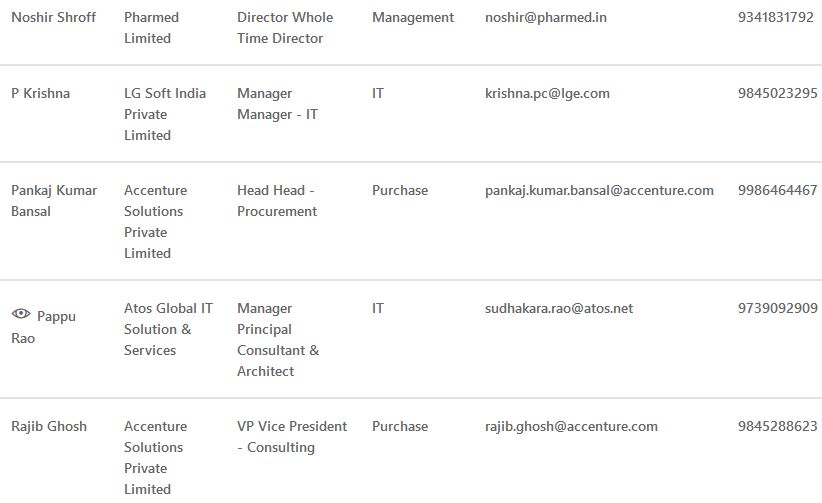 Noshir Shroff Pharmed Director Whole Management noshir@pharmed.in 9341831792
Limited Time Director
P Krishna LG Soft India Manager IT krishna.pc@lge.com 9845023295
Private Manager - IT
Limited
Pankaj Kumar Accenture Head Head - Purchase pankaj.kumar.bansal@accenture.com 9986464467
Bansal Solutions Procurement
Private
Limited
Pappu Atos Global IT Manager IT sudhakara.rao@atos.net 9739092909
Rao Solution & Principal
Services Consultant &
Architect
Rajib Ghosh Accenture VP Vice President Purchase rajib.ghosh@accenture.com 9845288623
Solutions - Consulting
Private
Limited